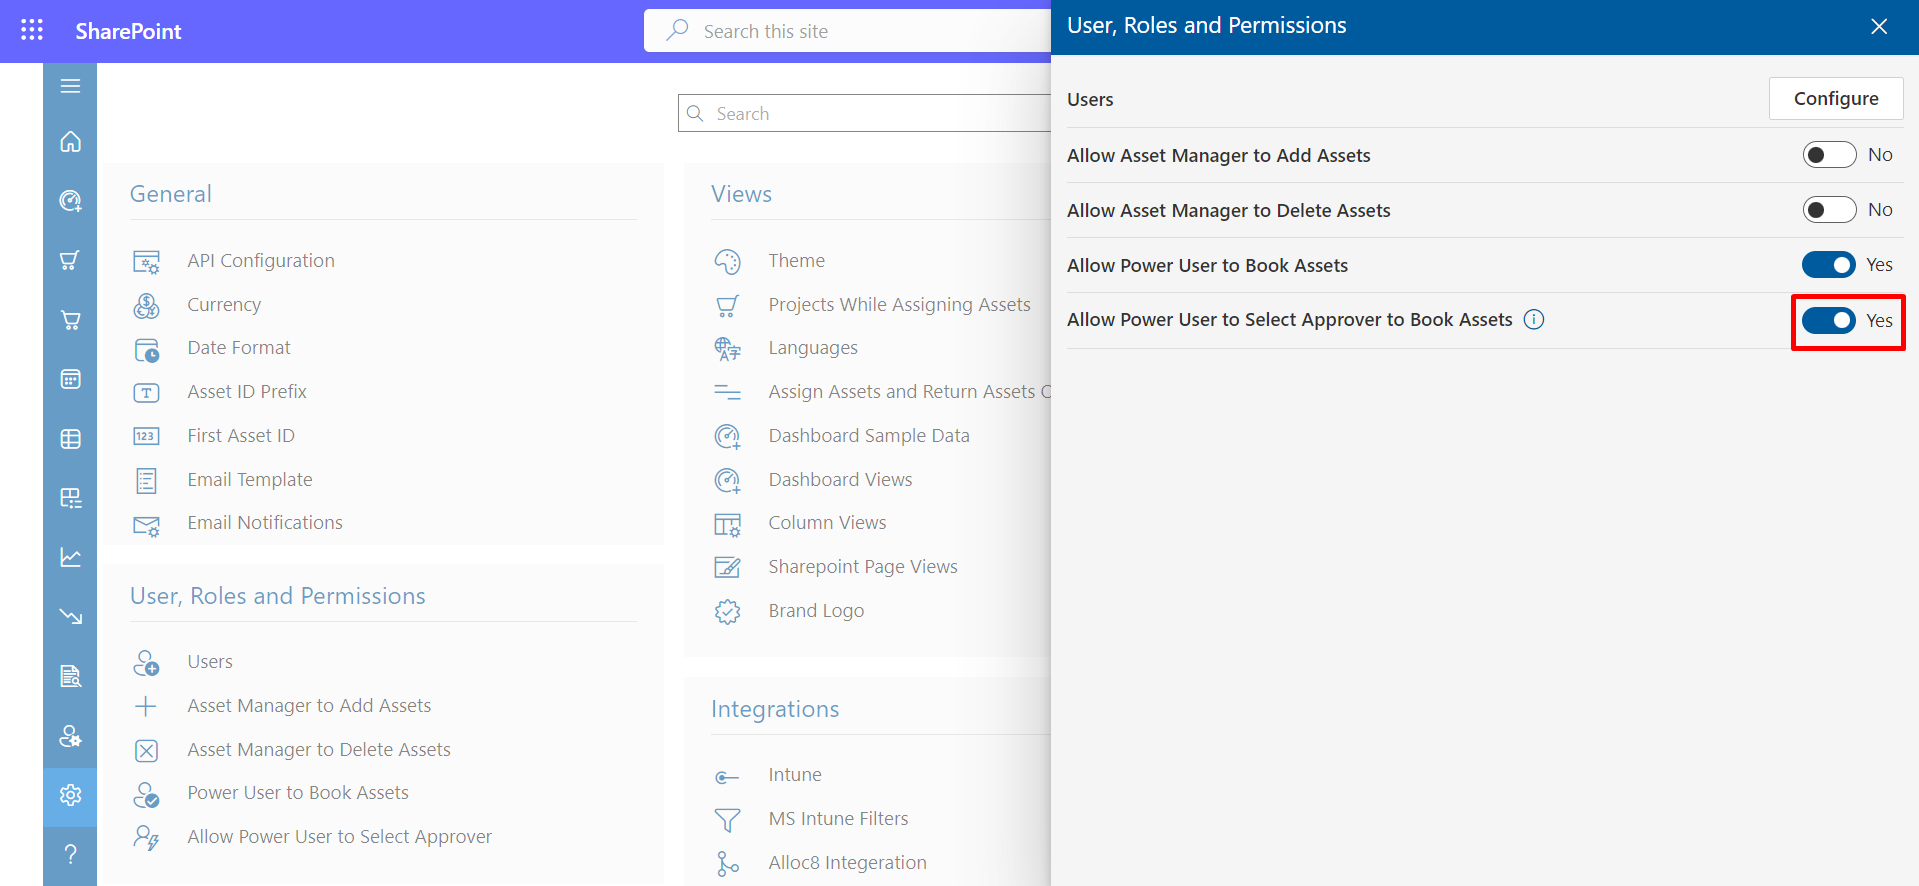 SharePoint
Search this site
Search
General
API Configuration
Currency
Date Format
Asset ID Prefix
First Asset ID
Email Template
Email Notifications
User, Roles and Permissions
Users
Asset Manager to Add Assets
Asset Manager to Delete Assets
Power User to Book Assets
Allow Power User to Select Approver
Views
Theme
Projects While Assigning Assets
Languages
Assign Assets and Return Assets
Dashboard Sample Data
Dashboard Views
Column Views
Sharepoint Page Views
Brand Logo
Integrations
Intune
MS Intune Filters
Alloc8 Integeration
User, Roles and Permissions
Users
Configure
Allow Asset Manager to Add Assets
No
Allow Asset Manager to Delete Assets
No
Allow Power User to Book Assets
Yes
Allow Power User to Select Approver to Book Assets
Yes